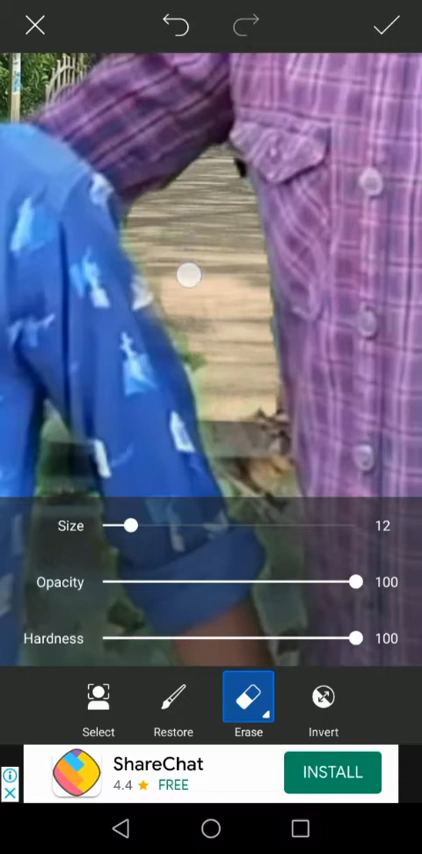 Size 12
Opacity 100
Hardness 100
Select Restore Erase Invert
ShareChat
4.4 ★ FREE
INSTALL